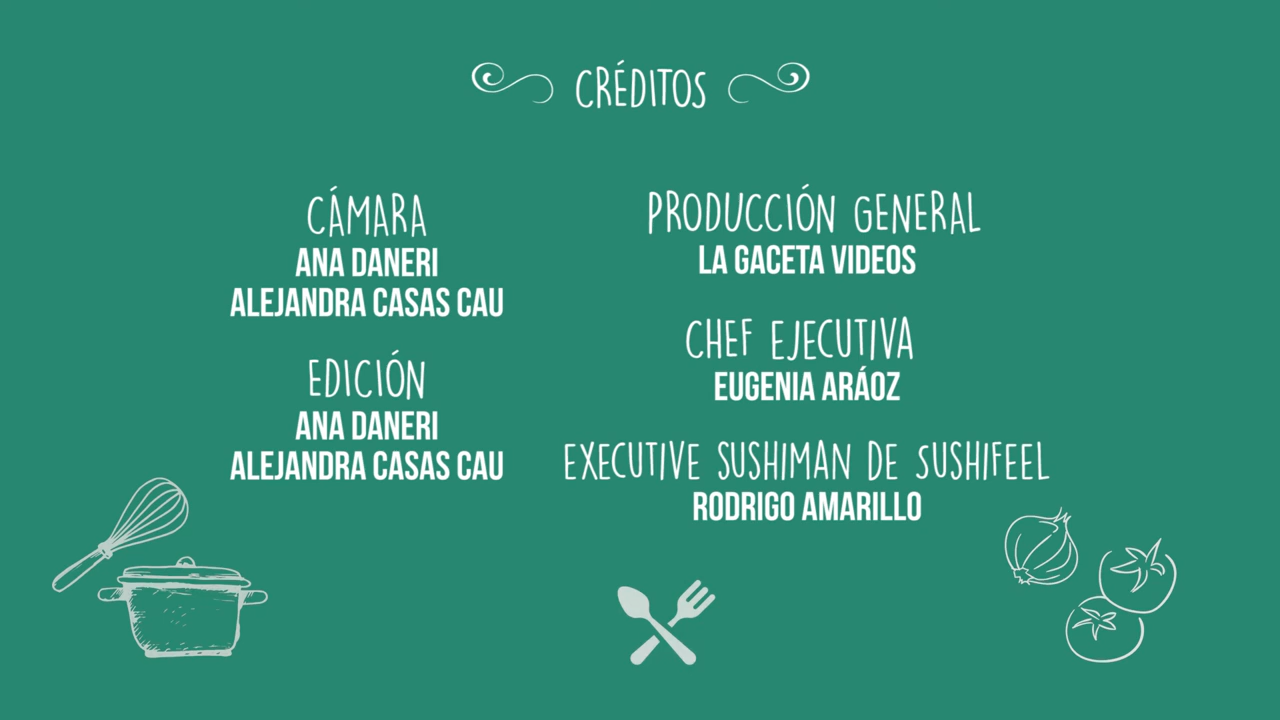 CRÉDITOS
CÁMARA
ANA DANERI
ALEJANDRA CASAS CAU
EDICIÓN
ANA DANERI
ALEJANDRA CASAS CAU
PRODUCCIÓN GENERAL
LA GACETA VIDEOS
CHEF EJECUTIVA
EUGENIA ARÁOZ
EXECUTIVE SUSHIMAN DE SUSHIFEEL
RODRIGO AMARILLO